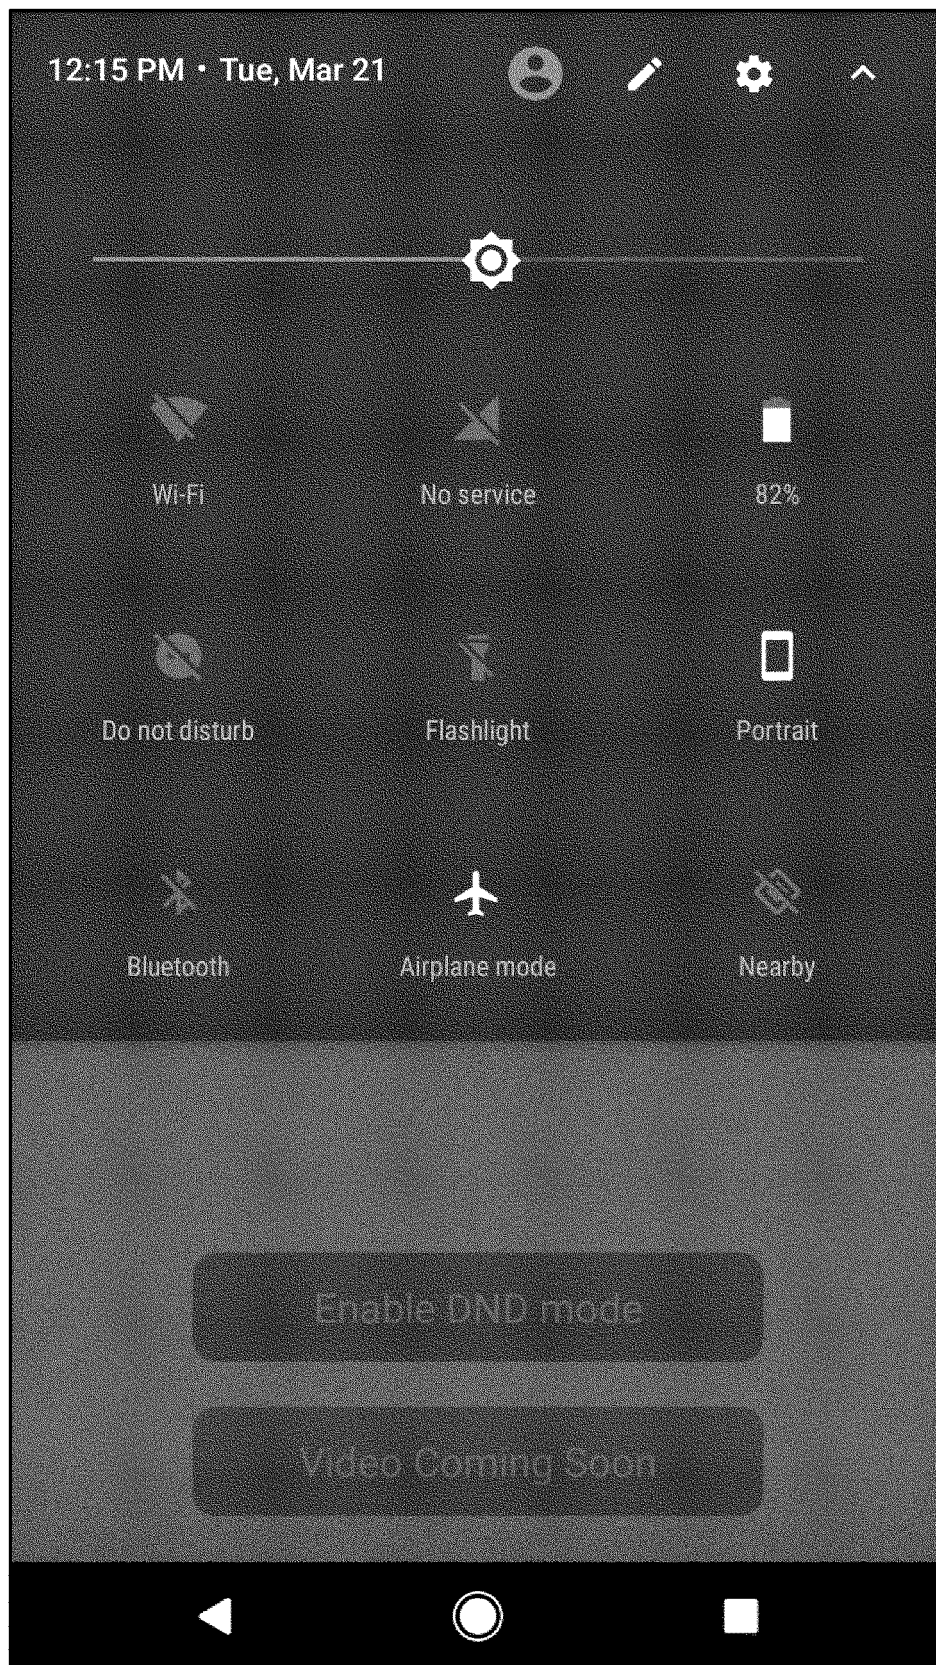 12:15 PM • Tue, Mar 21
Wi-Fi
No service
82%
Do not disturb
Flashlight
Portrait
Bluetooth
Airplane mode
Nearby
Enable DND mode
Video Coming Soon